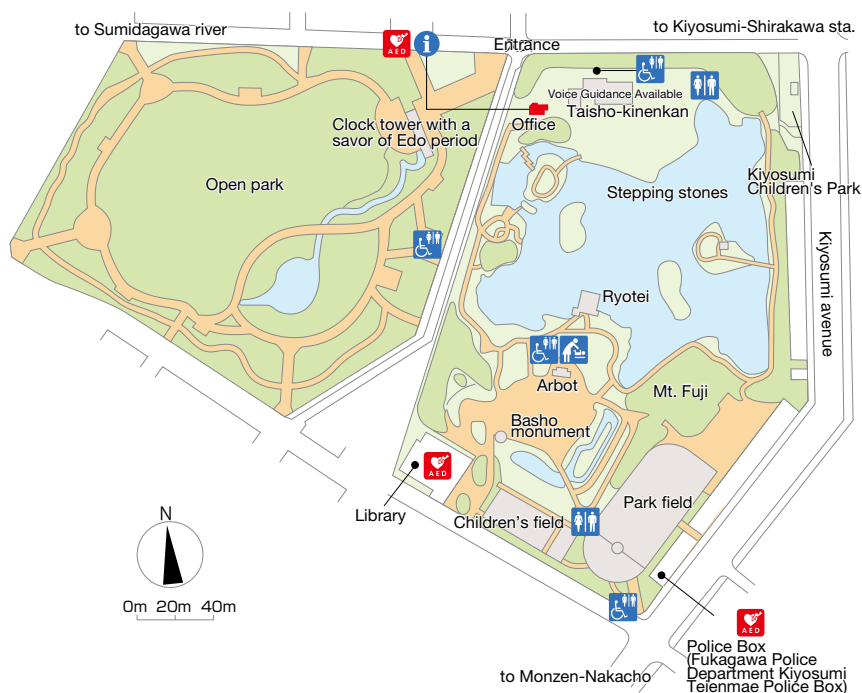 to Sumidagawa river
to Kiyosumi-Shirakawa sta.
AED
i
Entrance
Voice Guidance Available
Taisho-kinenkan
Office
Clock tower with a
savor of Edo period
Open park
Stepping stones
Kiyosumi
Children's Park
Kiyosumi avenue
Ryotei
Arbot
Mt. Fuji
Basho
monument
AED
Library
Children's field
Park field
N
0m 20m 40m
AED
Police Box
(Fukagawa Police
Department Kiyosumi
Teienmae Police Box)
to Monzen-Nakacho